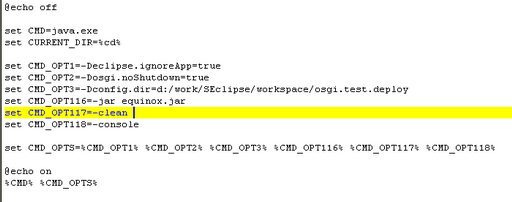 @echo off
set CMD=java.exe
set CURRENT_DIR=%cd%
set CMD_OPT1=-Declipse.ignoreApp=true
set CMD_OPT2=-Dosgi.noShutdown=true
set CMD_OPT3=-Dconfig.dir=d:/work/SEclipse/workspace/osgi.test.deploy
set CMD_OPT116=-jar equinox.jar
set CMD_OPT117=-clean
set CMD_OPT118=-console
set CMD_OPTS=%CMD_OPT1% %CMD_OPT2% %CMD_OPT3% %CMD_OPT116% %CMD_OPT117% %CMD_OPT118%
@echo on
%CMD% %CMD_OPTS%